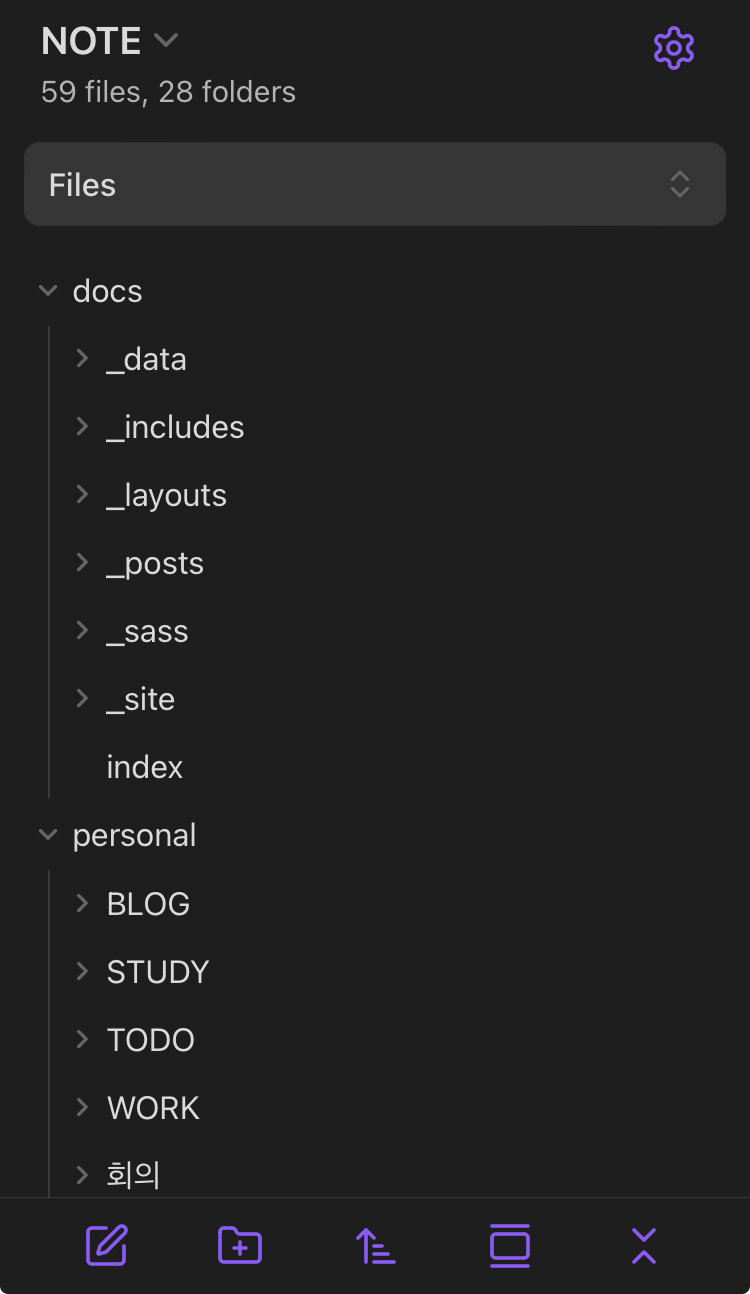 NOTE
59 files, 28 folders
Files
docs
_data
_includes
_layouts
_posts
_sass
_site
index
personal
BLOG
STUDY
TODO
WORK
회의